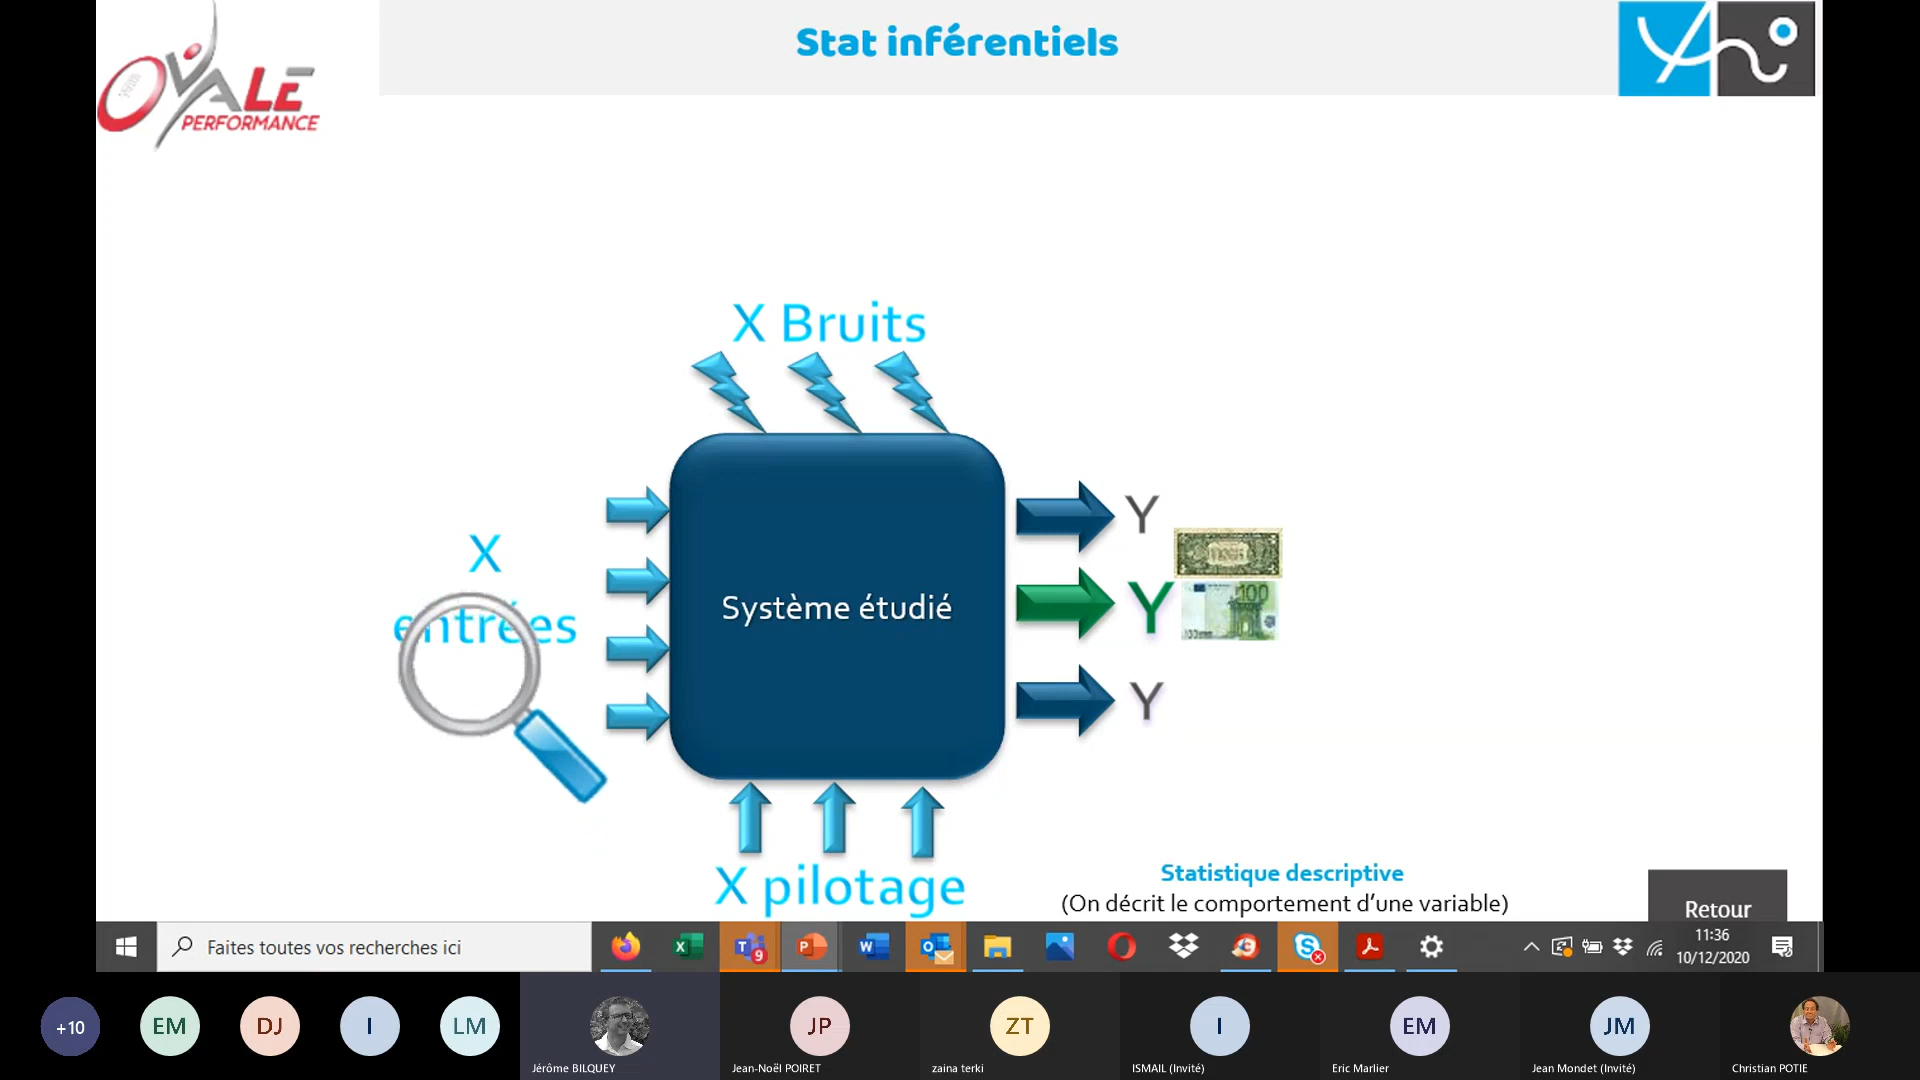 Stat inférentiels
OVALE
PERFORMANCE
X Bruits
X
entrées
Système étudié
Y
Y
100
Y
X pilotage
Statistique descriptive
(On décrit le comportement d'une variable)
Retour
Faites toutes vos recherches ici
9
11:36
10/12/2020
+10
EM
DJ
I
LM
JP
ZT
I
EM
JM
Jérôme BILQUEY
Jean-Noël POIRET
zaina terki
ISMAIL (Invité)
Eric Marlier
Jean Mondet (Invité)
Christian POTIE